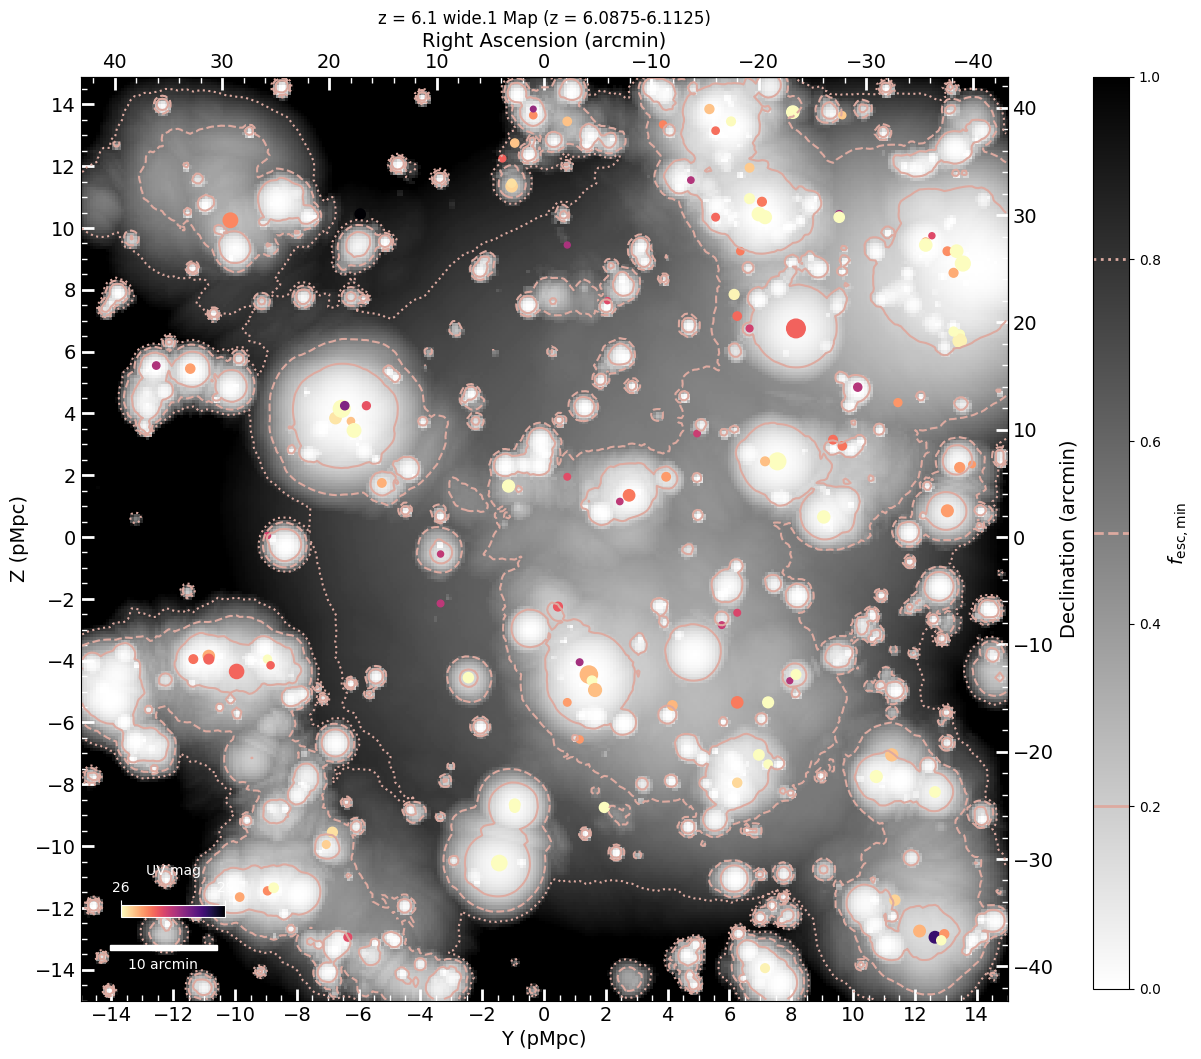 z = 6.1 wide.1 Map (z = 6.0875-6.1125)
Right Ascension (arcmin)
40 30 20 10 0 −10 −20 −30 −40
14 12 10 8 6 4 2 0 −2 −4 −6 −8 −10 −12 −14
Z (pMpc)
40 30 20 10 0 −10 −20 −30 −40
Declination (arcmin)
1.0 0.8 0.6 0.4 0.2 0.0
fesc,min
UV mag
26
10 arcmin
−14 −12 −10 −8 −6 −4 −2 0 2 4 6 8 10 12 14
Y (pMpc)